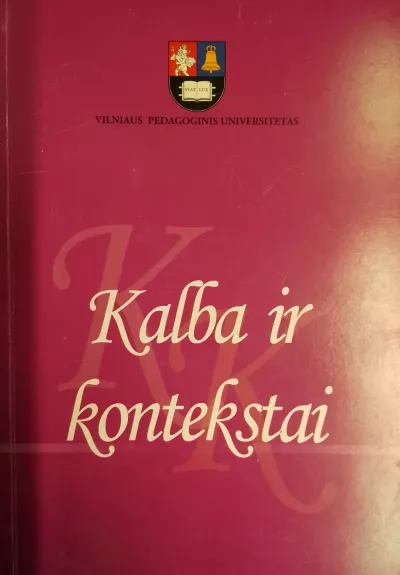 FIAT LUX
VILNIAUS PEDAGOGINIS UNIVERSITETAS
Kalba ir
kontekstai
K
K